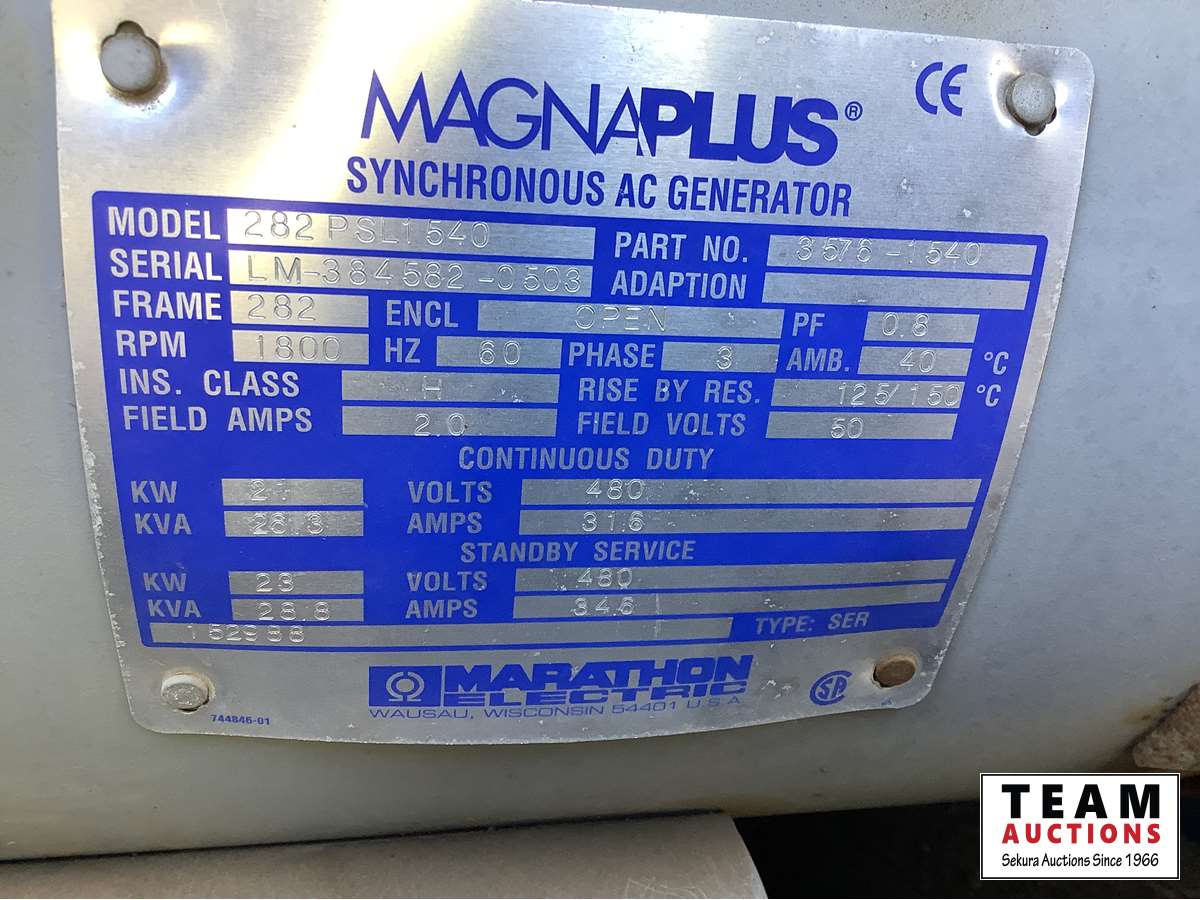 MAGNAPLUS® CE
SYNCHRONOUS AC GENERATOR
MODEL 282PSL1540 PART NO. 3576-1540
SERIAL LM-384582-0503 ADAPTION
FRAME 282 ENCL OPEN PF 0.8
RPM 1800 HZ 60 PHASE 3 AMB. 40 °C
INS. CLASS H RISE BY RES. 125/150 °C
FIELD AMPS 2.0 FIELD VOLTS 50
CONTINUOUS DUTY
KW 21 VOLTS 480
KVA 26.3 AMPS 31.6
STANDBY SERVICE
KW 23 VOLTS 480
KVA 28.8 AMPS 34.6
152938 TYPE: SER
MARATHON
ELECTRIC
WAUSAU, WISCONSIN 54401 U S A
744846-01
TEAM
AUCTIONS
Sekura Auctions Since 1966